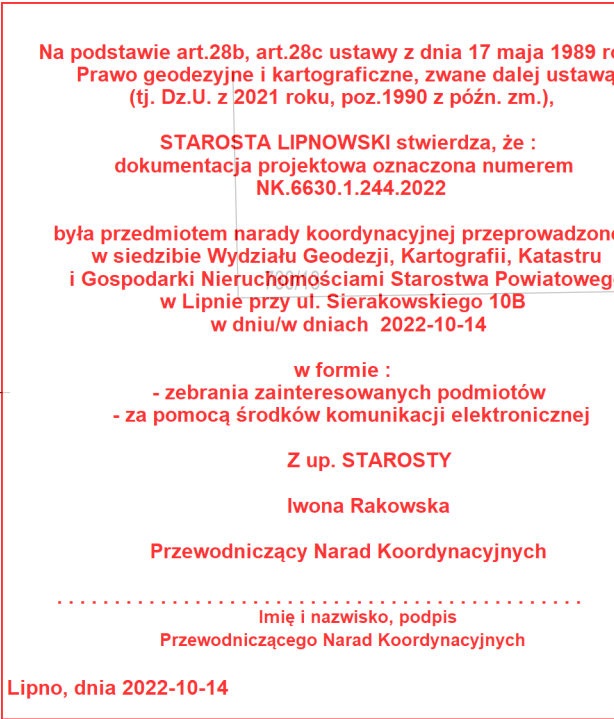 Na podstawie art.28b, art.28c ustawy z dnia 17 maja 1989 r
Prawo geodezyjne i kartograficzne, zwane dalej ustawą
(tj. Dz.U. z 2021 roku, poz.1990 z późn. zm.),
STAROSTA LIPNOWSKI stwierdza, że :
dokumentacja projektowa oznaczona numerem
NK.6630.1.244.2022
była przedmiotem narady koordynacyjnej przeprowadzon
w siedzibie Wydziału Geodezji, Kartografii, Katastru
i Gospodarki Nieruchomościami Starostwa Powiatoweg
w Lipnie przy ul. Sierakowskiego 10B
w dniu/w dniach 2022-10-14
w formie :
- zebrania zainteresowanych podmiotów
- za pomocą środków komunikacji elektronicznej
Z up. STAROSTY
Iwona Rakowska
Przewodniczący Narad Koordynacyjnych
. . . . . . . . . . . . . . . . . . . . . . . . . . . . . . . . . . . . . . . . . . . . . .
Imię i nazwisko, podpis
Przewodniczącego Narad Koordynacyjnych
Lipno, dnia 2022-10-14